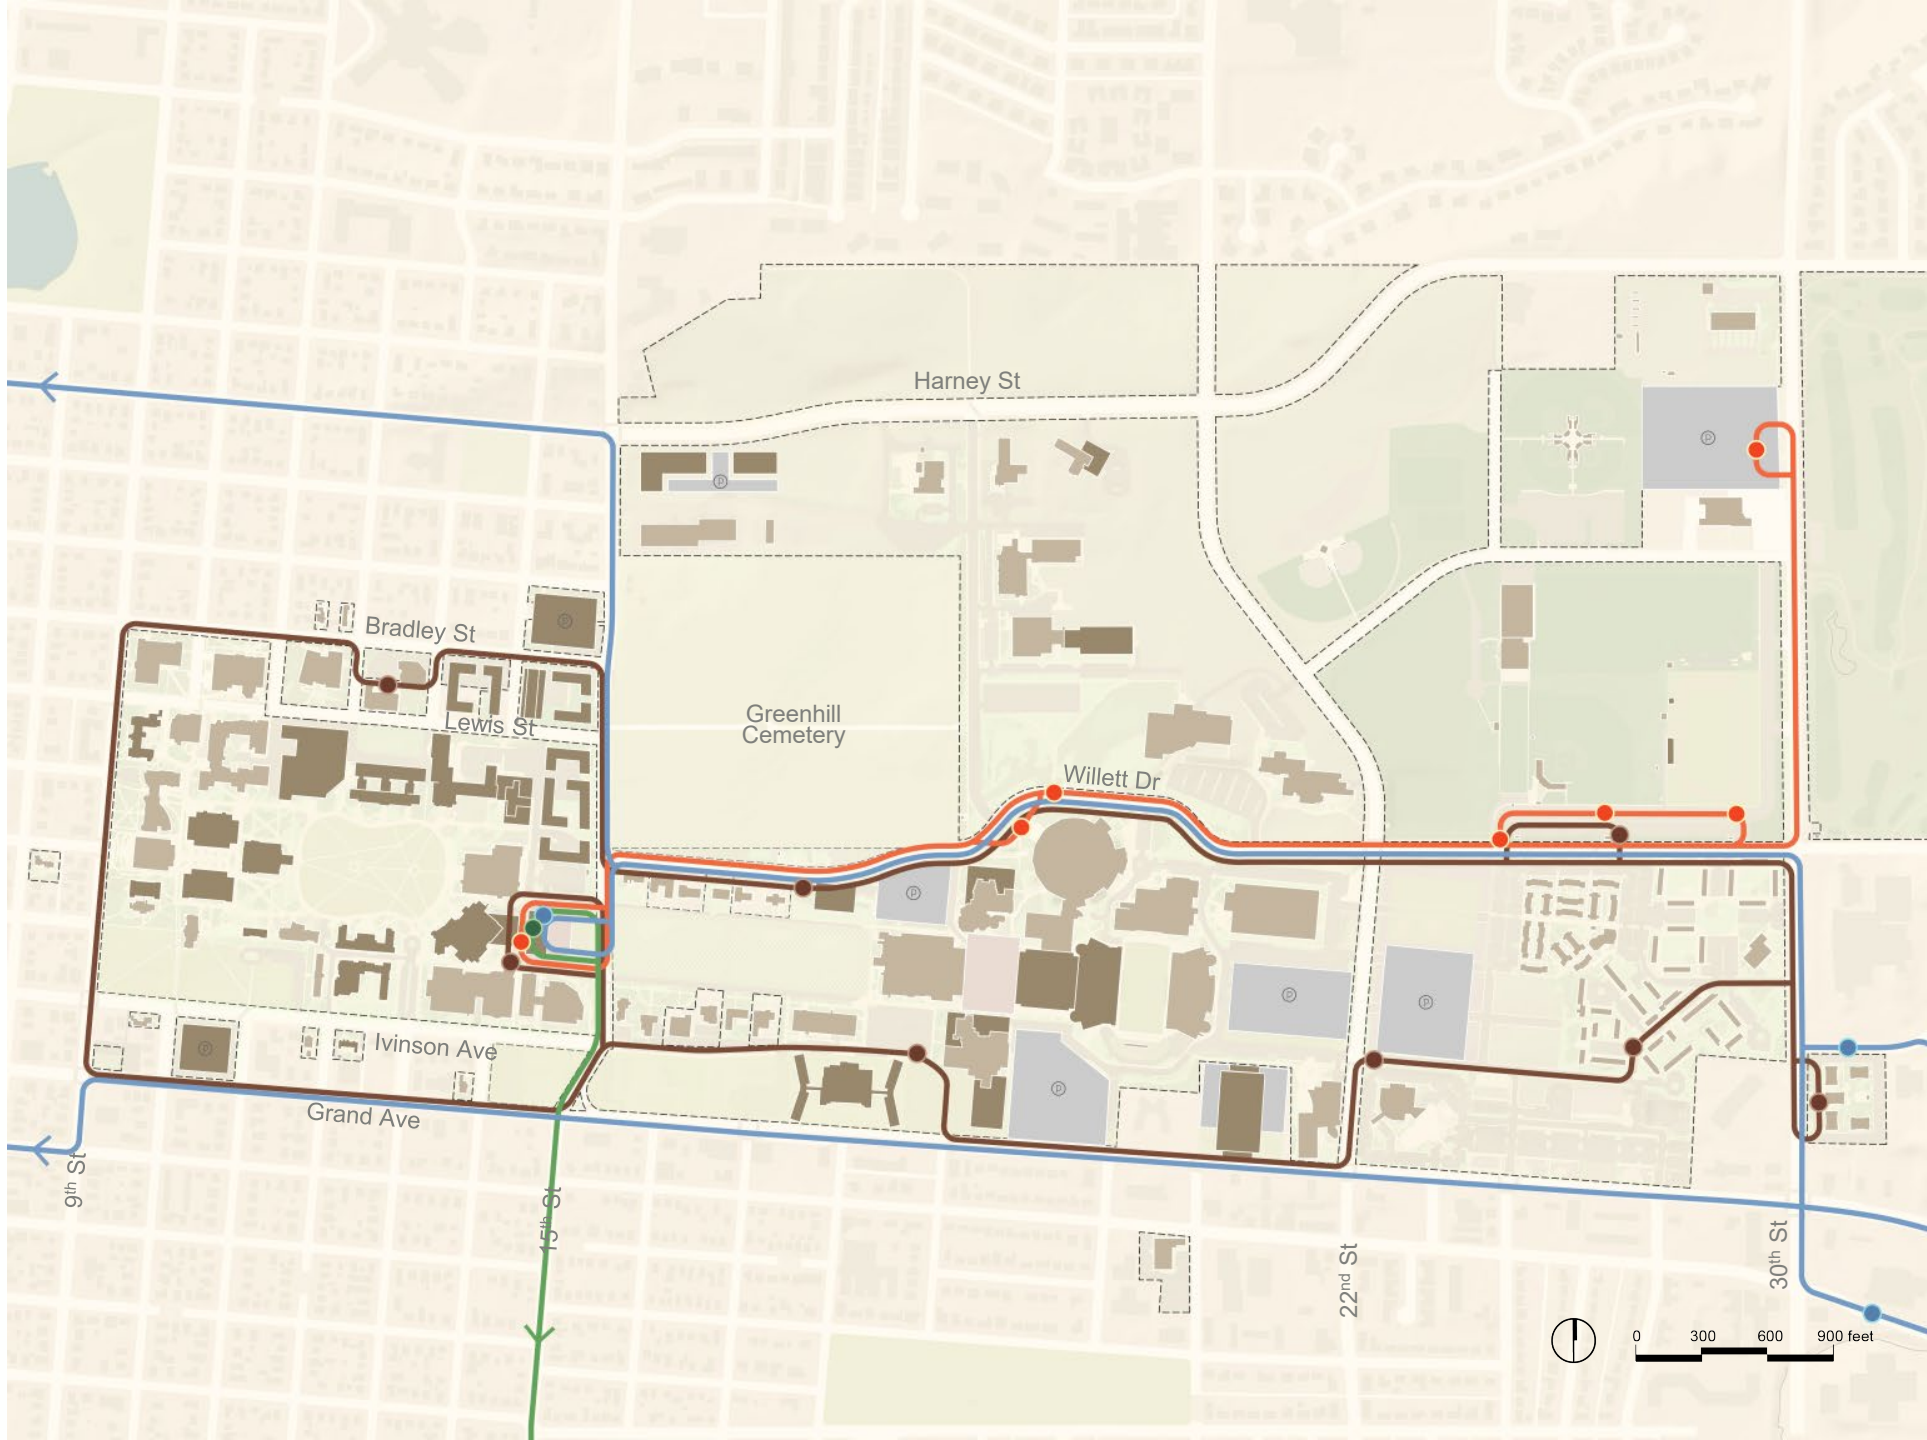 Harney St
P
P
P
Bradley St
Lewis St
Greenhill
Cemetery
Willett Dr
P
P
P
Ivinson Ave
P
P
Grand Ave
9th St
15th St
22nd St
30th St
0 300 600 900 feet